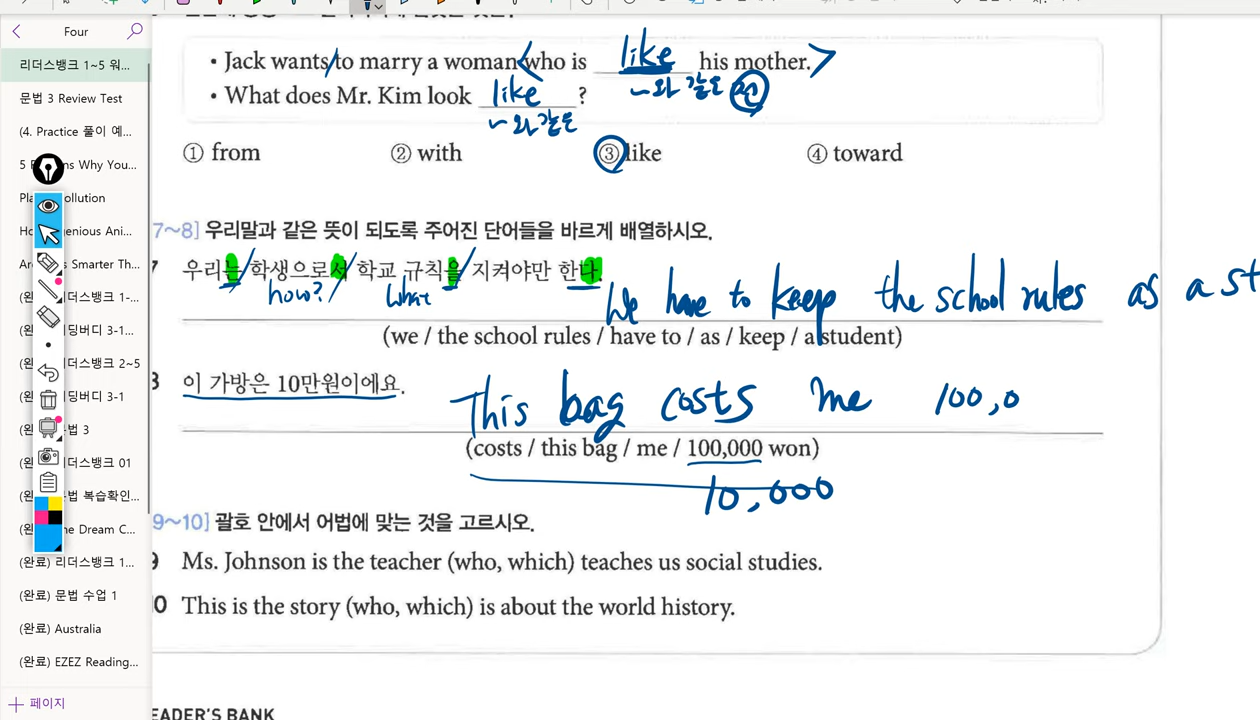 Four
리더스뱅크 1~5 워...
문법 3 Review Test
(4. Practice 풀이 예...
• Jack wants to marry a woman who is like his mother.
~와 같은 전
• What does Mr. Kim look like ?
~와 같은
① from ② with ③ like ④ toward
7~8] 우리말과 같은 뜻이 되도록 주어진 단어들을 바르게 배열하시오.
7 우리는 학생으로서 학교 규칙을 지켜야만 한다.
how? what
We have to keep the school rules as a st
(we / the school rules / have to / as / keep / a student)
이 가방은 10만원이에요.
This bag costs me 100,0
(costs / this bag / me / 100,000 won)
10,000
9~10] 괄호 안에서 어법에 맞는 것을 고르시오.
9 Ms. Johnson is the teacher (who, which) teaches us social studies.
10 This is the story (who, which) is about the world history.
EADER'S BANK
5 Why You...
Pla ollution
Ho genious Ani...
Ar s Smarter Th...
(완 더스뱅크 1-...
(완 딩버디 3-1...
더스뱅크 2~5
(완 딩버디 3-1
(완 법 3
(완 더스뱅크 01
(완 법 복습확인...
(완 e Dream C...
(완료) 리더스뱅크 1...
(완료) 문법 수업 1
(완료) Australia
(완료) EZEZ Reading...
페이지